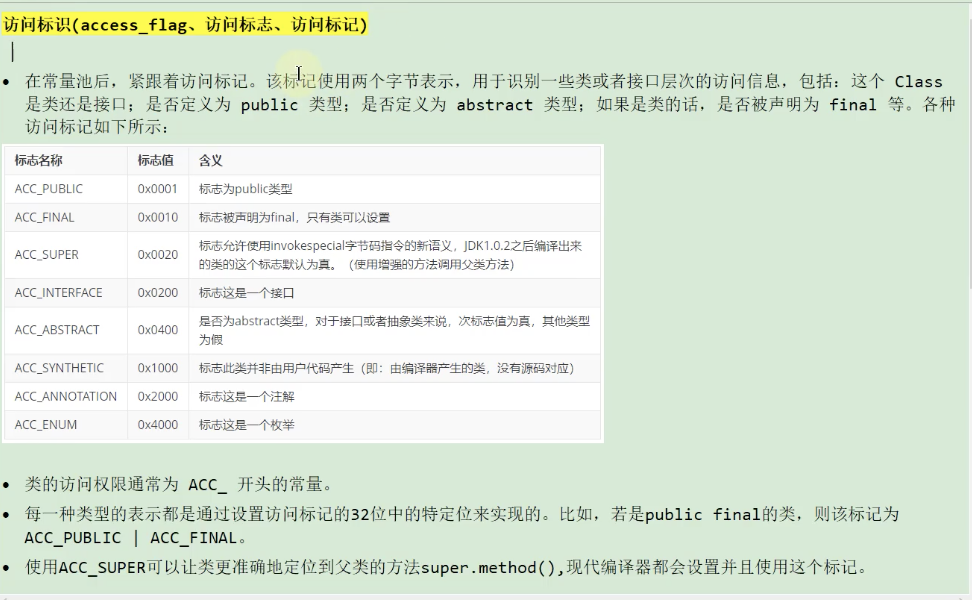 访问标识(access_flag、访问标志、访问标记)
在常量池后，紧跟着访问标记。该标记使用两个字节表示，用于识别一些类或者接口层次的访问信息，包括：这个 Class
是类还是接口；是否定义为 public 类型；是否定义为 abstract 类型；如果是类的话，是否被声明为 final 等。各种
访问标记如下所示：
标志名称 标志值 含义
ACC_PUBLIC 0x0001 标志为public类型
ACC_FINAL 0x0010 标志被声明为final，只有类可以设置
ACC_SUPER 0x0020 标志允许使用invokespecial字节码指令的新语义，JDK1.0.2之后编译出来
的类的这个标志默认为真。（使用增强的方法调用父类方法）
ACC_INTERFACE 0x0200 标志这是一个接口
ACC_ABSTRACT 0x0400 是否为abstract类型，对于接口或者抽象类来说，次标志值为真，其他类型
为假
ACC_SYNTHETIC 0x1000 标志此类并非由用户代码产生（即：由编译器产生的类，没有源码对应）
ACC_ANNOTATION 0x2000 标志这是一个注解
ACC_ENUM 0x4000 标志这是一个枚举
类的访问权限通常为 ACC_ 开头的常量。
每一种类型的表示都是通过设置访问标记的32位中的特定位来实现的。比如，若是public final的类，则该标记为
ACC_PUBLIC | ACC_FINAL。
使用ACC_SUPER可以让类更准确地定位到父类的方法super.method(),现代编译器都会设置并且使用这个标记。